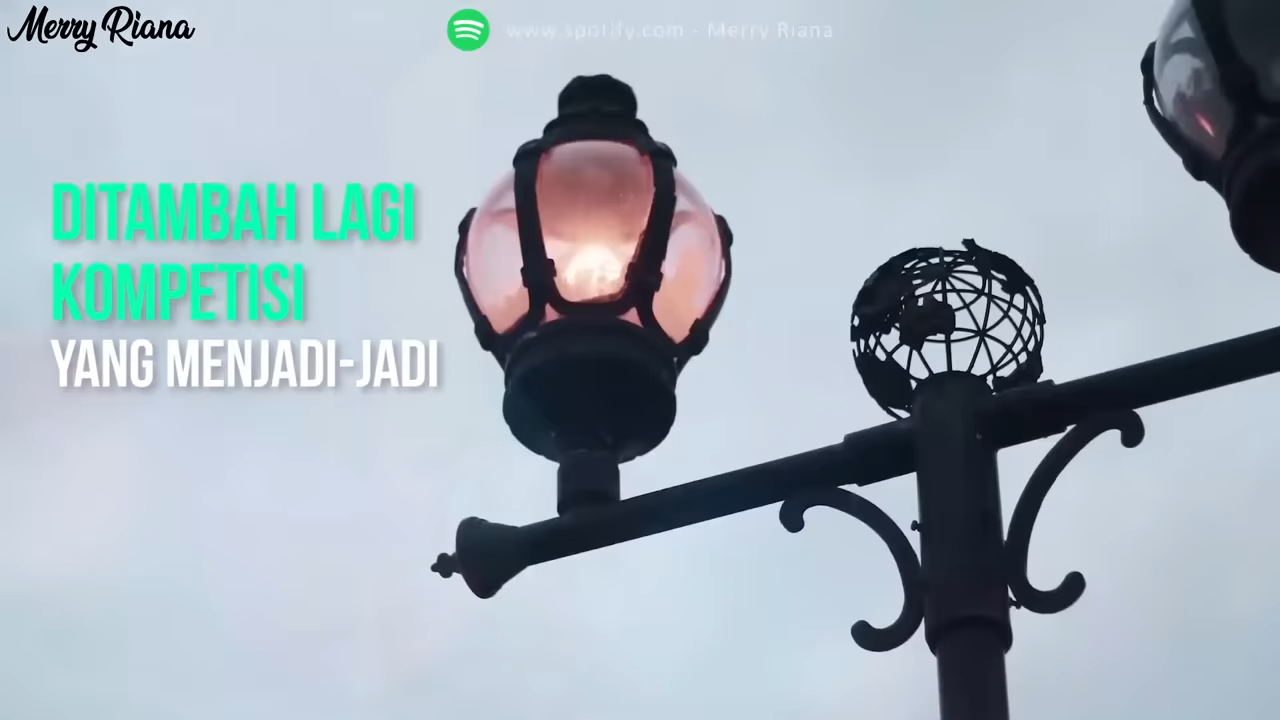 Merry Riana
www.spotify.com - Merry Riana
DITAMBAH LAGI
KOMPETISI
YANG MENJADI-JADI